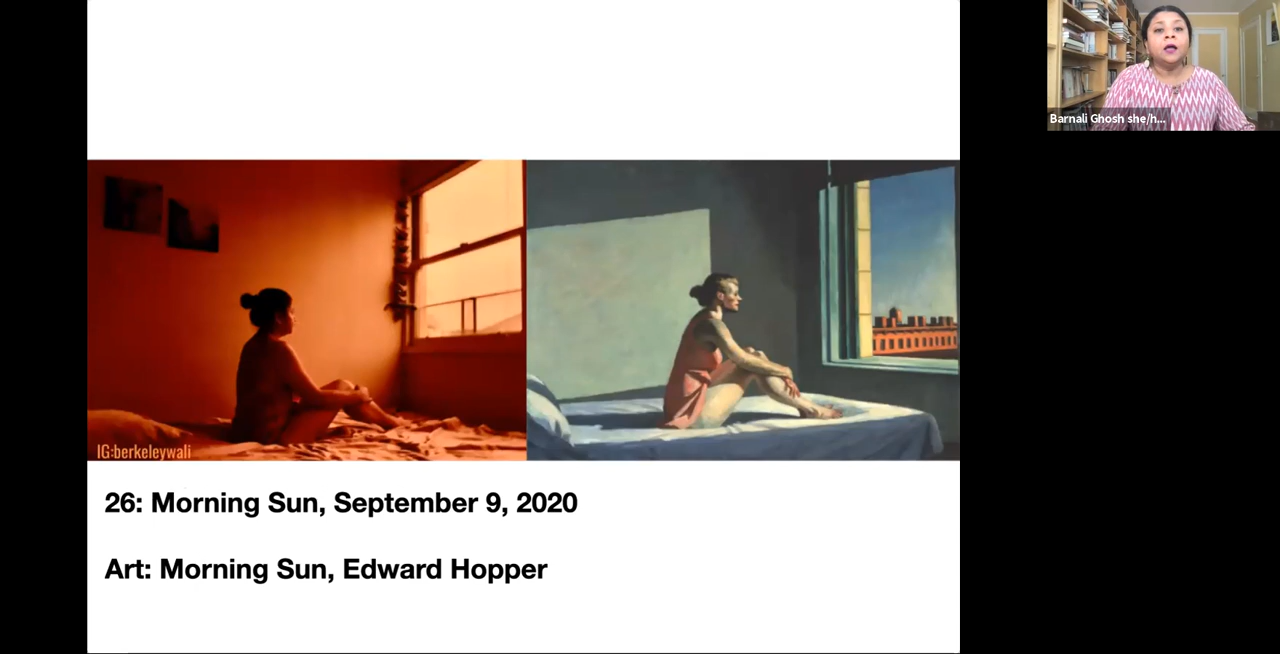 Barnali Ghosh she/h...
IG:berkeleywali
26: Morning Sun, September 9, 2020
Art: Morning Sun, Edward Hopper